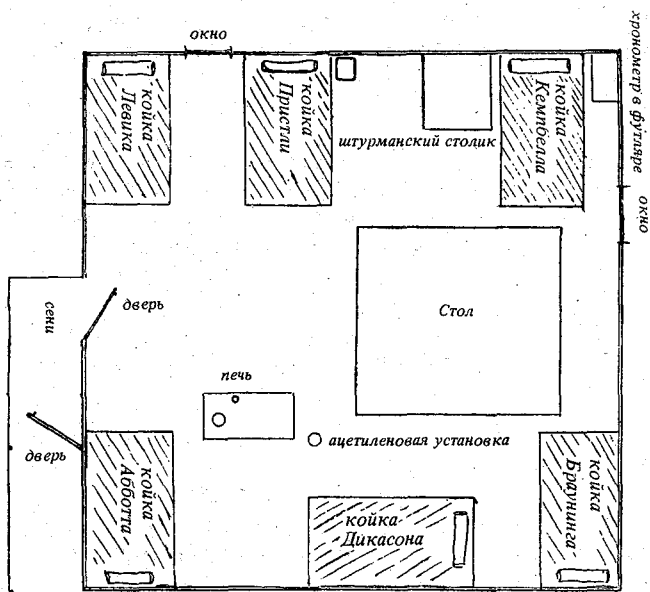 окно
хронометр в футляре
койка
Левика
койка
Пристли
штурманский столик
койка
Кемпбелла
окно
сени
дверь
Стол
печь
ацетиленовая установка
дверь
койка
Абботта
койка
Дикасона
койка
Браунинга